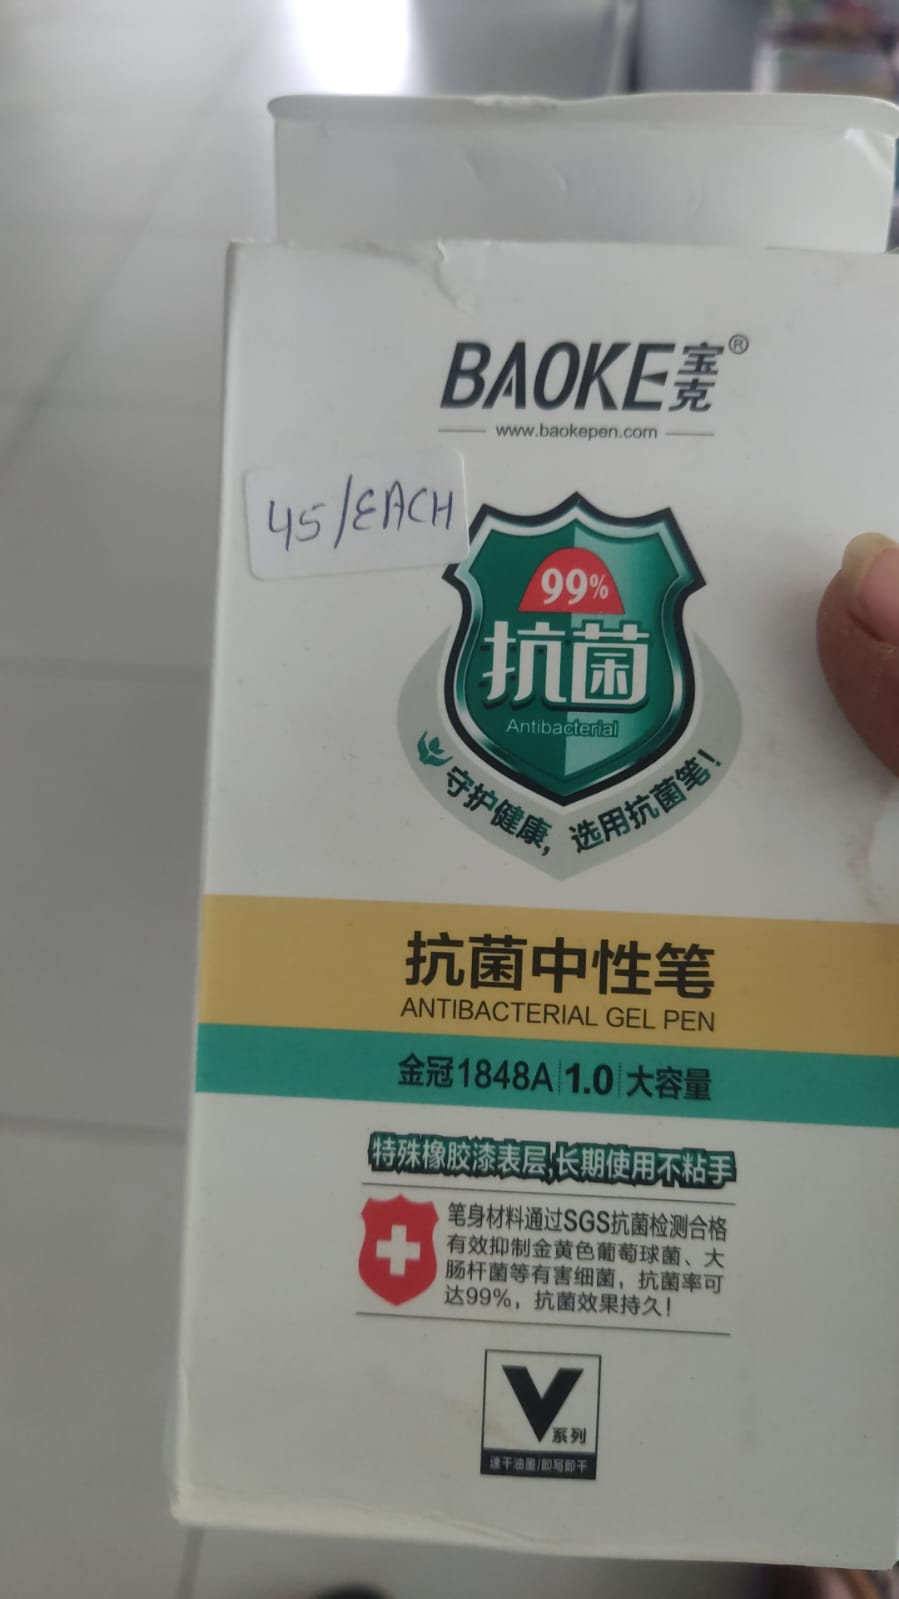 BAOKE宝克®
www.baokepen.com
45/EACH
99%
抗菌
Antibacterial
守护健康，选用抗菌笔！
抗菌中性笔
ANTIBACTERIAL GEL PEN
金冠1848A|1.0|大容量
特殊橡胶漆表层,长期使用不粘手
笔身材料通过SGS抗菌检测合格
有效抑制金黄色葡萄球菌、大
肠杆菌等有害细菌，抗菌率可
达99%，抗菌效果持久！
V系列
速干油墨/即写即干